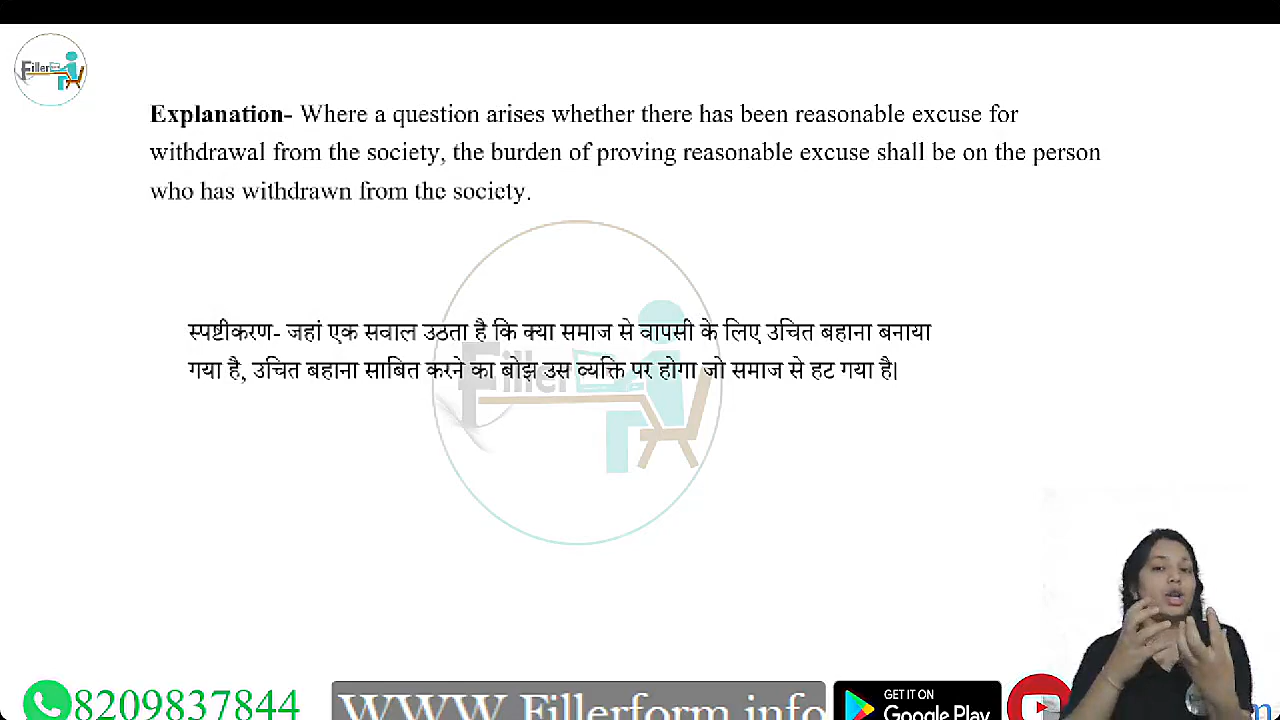 Filler
Explanation- Where a question arises whether there has been reasonable excuse for
withdrawal from the society, the burden of proving reasonable excuse shall be on the person
who has withdrawn from the society.
स्पष्टीकरण- जहां एक सवाल उठता है कि क्या समाज से वापसी के लिए उचित बहाना बनाया
गया है, उचित बहाना साबित करने का बोझ उस व्यक्ति पर होगा जो समाज से हट गया है।
Filler
8209837844
WWW.Fillerform.info
GET IT ON
Google Play